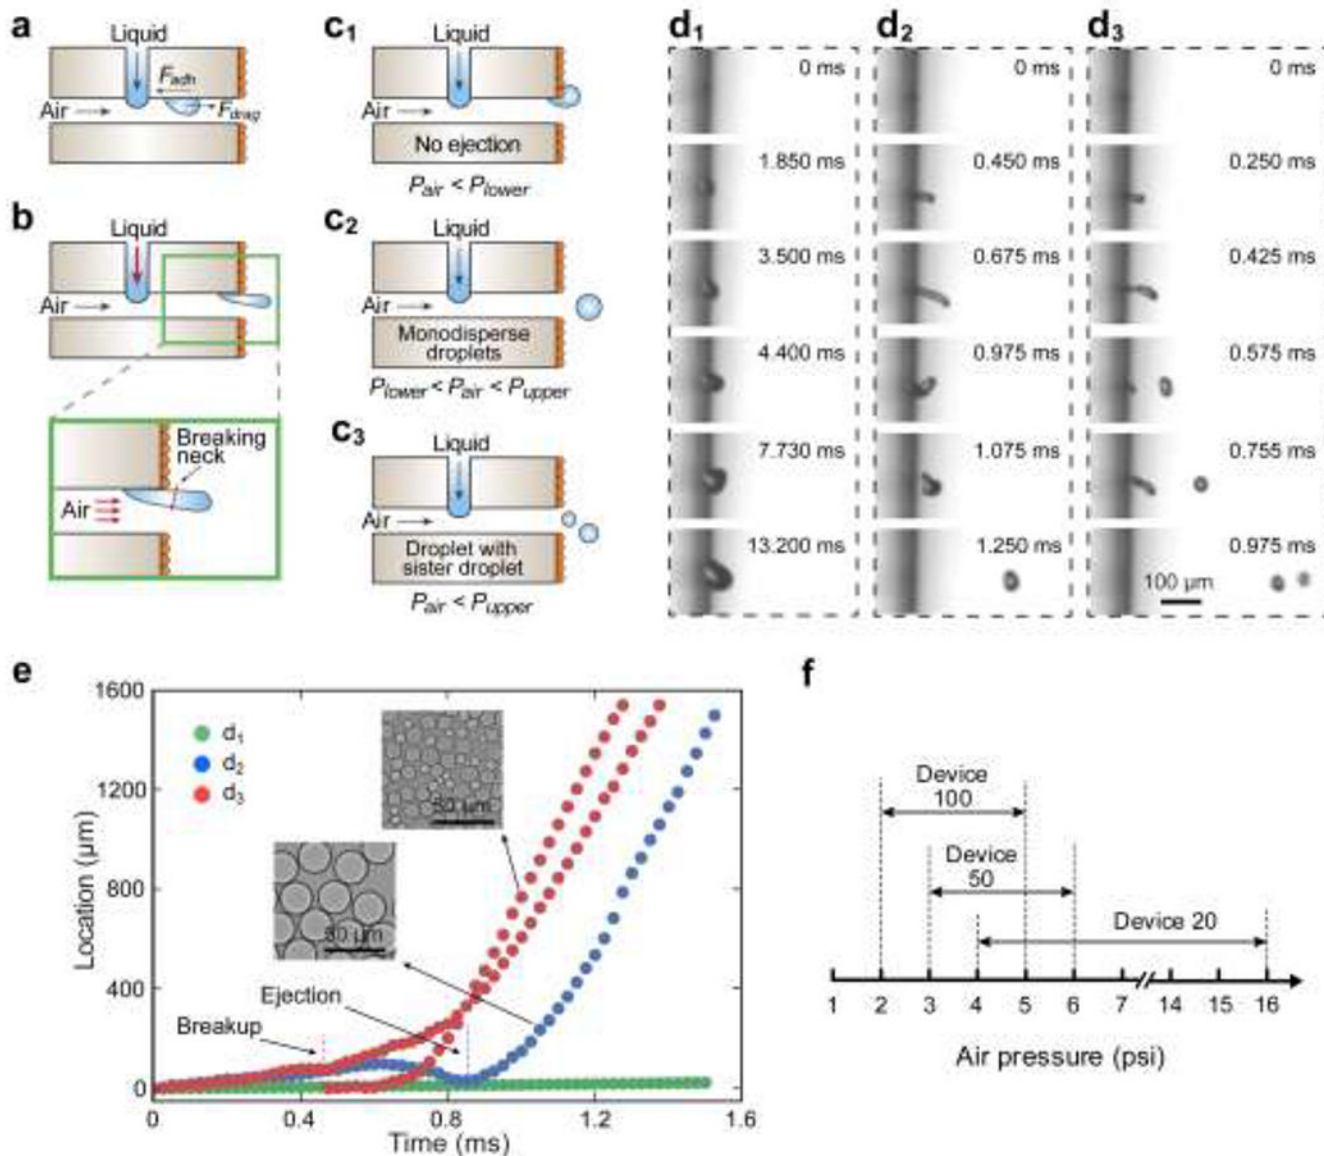 a
Liquid
F_adh
Air
F_drag
b
Liquid
Air
Breaking
neck
Air
c1
Liquid
Air
No ejection
P_air < P_lower
c2
Liquid
Air
Monodisperse
droplets
P_lower < P_air < P_upper
c3
Liquid
Air
Droplet with
sister droplet
P_air < P_upper
d1
0 ms
1.850 ms
3.500 ms
4.400 ms
7.730 ms
13.200 ms
d2
0 ms
0.450 ms
0.675 ms
0.975 ms
1.075 ms
1.250 ms
d3
0 ms
0.250 ms
0.425 ms
0.575 ms
0.755 ms
0.975 ms
100 μm
e
1600
1200
800
400
0
Location (μm)
d1
d2
d3
50 μm
50 μm
Ejection
Breakup
0 0.4 0.8 1.2 1.6
Time (ms)
f
Device
100
Device
50
Device 20
1 2 3 4 5 6 7 14 15 16
Air pressure (psi)